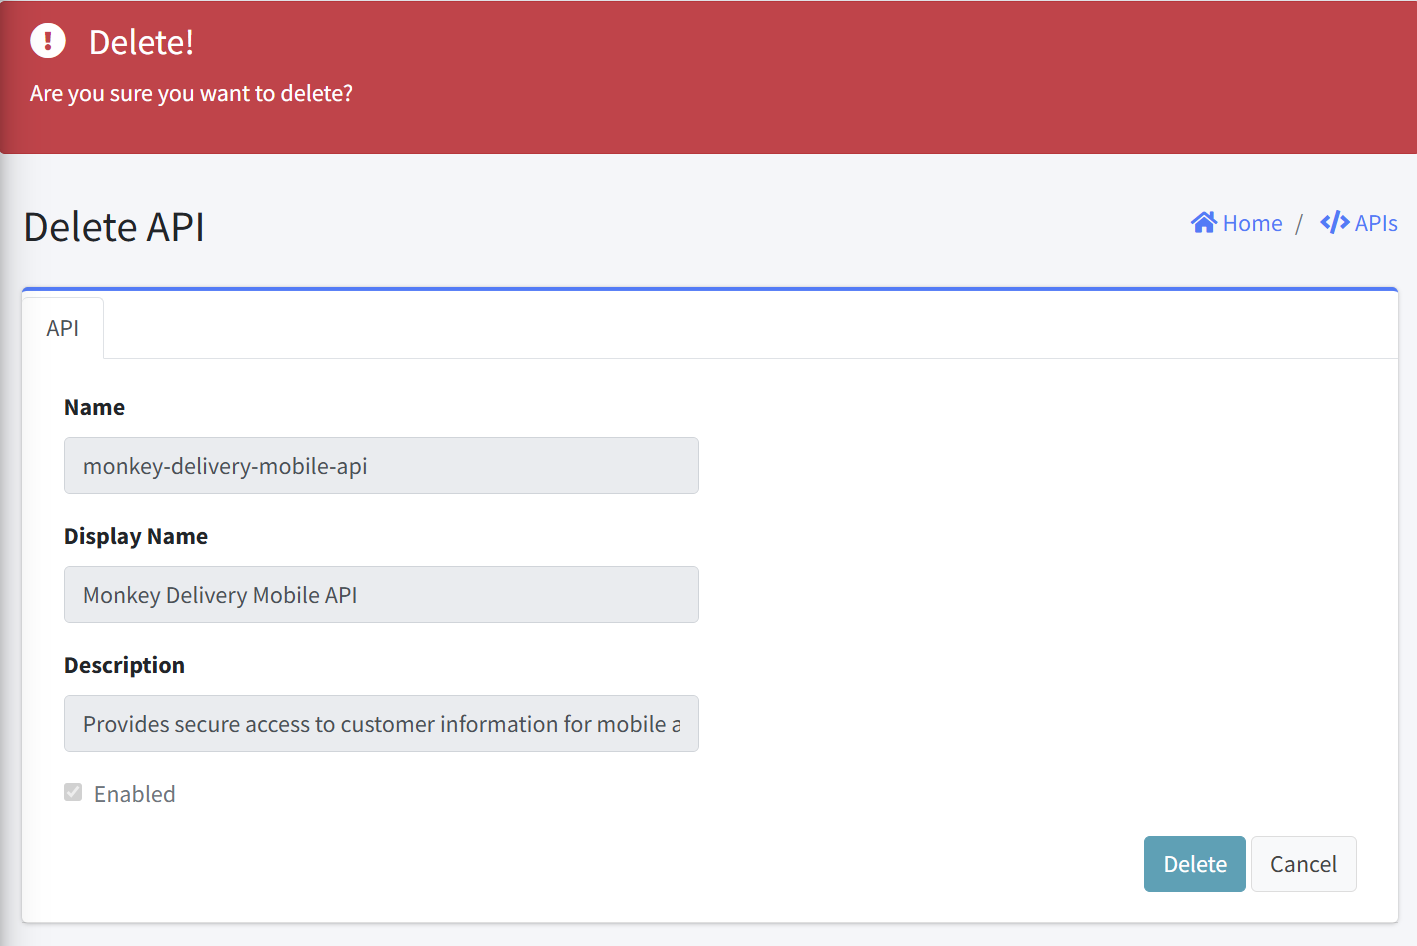 Delete!
Are you sure you want to delete?
Delete API
Home / APIs
API
Name
monkey-delivery-mobile-api
Display Name
Monkey Delivery Mobile API
Description
Provides secure access to customer information for mobile a
Enabled
Delete Cancel